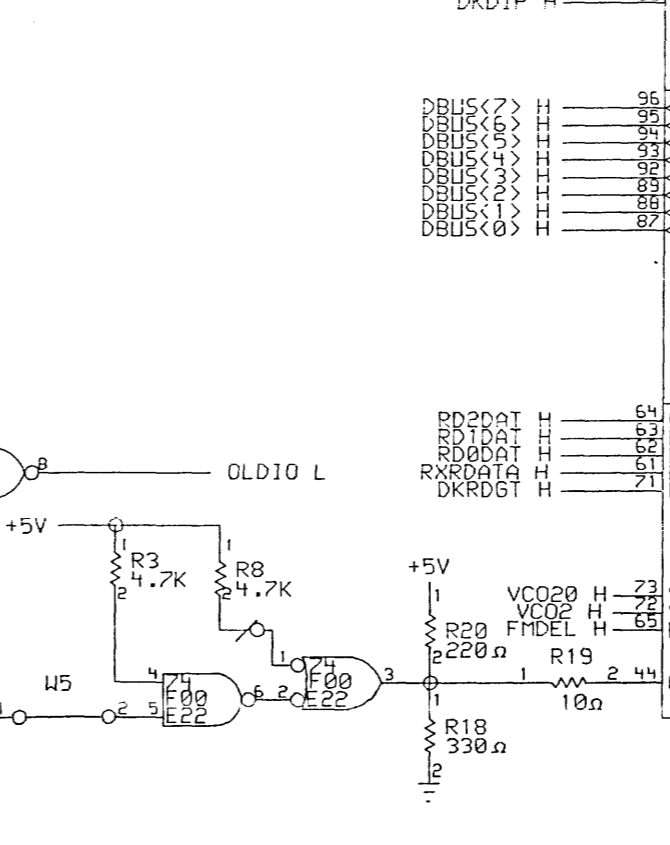 DKDIP H
DBUS<7> H 96
DBUS<6> H 95
DBUS<5> H 94
DBUS<4> H 93
DBUS<3> H 92
DBUS<2> H 89
DBUS<1> H 88
DBUS<0> H 87
RD2DAT H 64
RD1DAT H 63
RD0DAT H 62
RXRDATA H 61
DKRDGT H 71
8 OLDIO L
+5V
1
R3
4.7K
2
1
R8
4.7K
2
+5V
1
R20
220Ω
2
VCO20 H 73
VCO2 H 72
FMDEL H 65
W5
2
4
5
74
F00
E22
6
1
2
74
F00
E22
3
1
R19
10Ω
2
44
1
R18
330Ω
2